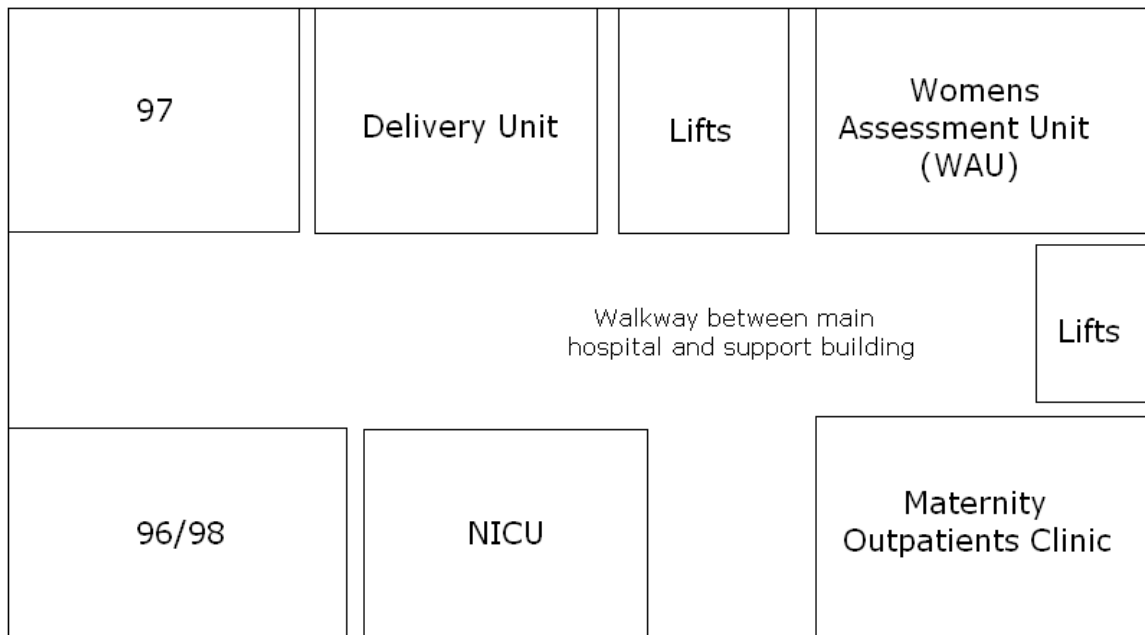 97
Delivery Unit
Lifts
Womens
Assessment Unit
(WAU)
Walkway between main
hospital and support building
Lifts
96/98
NICU
Maternity
Outpatients Clinic